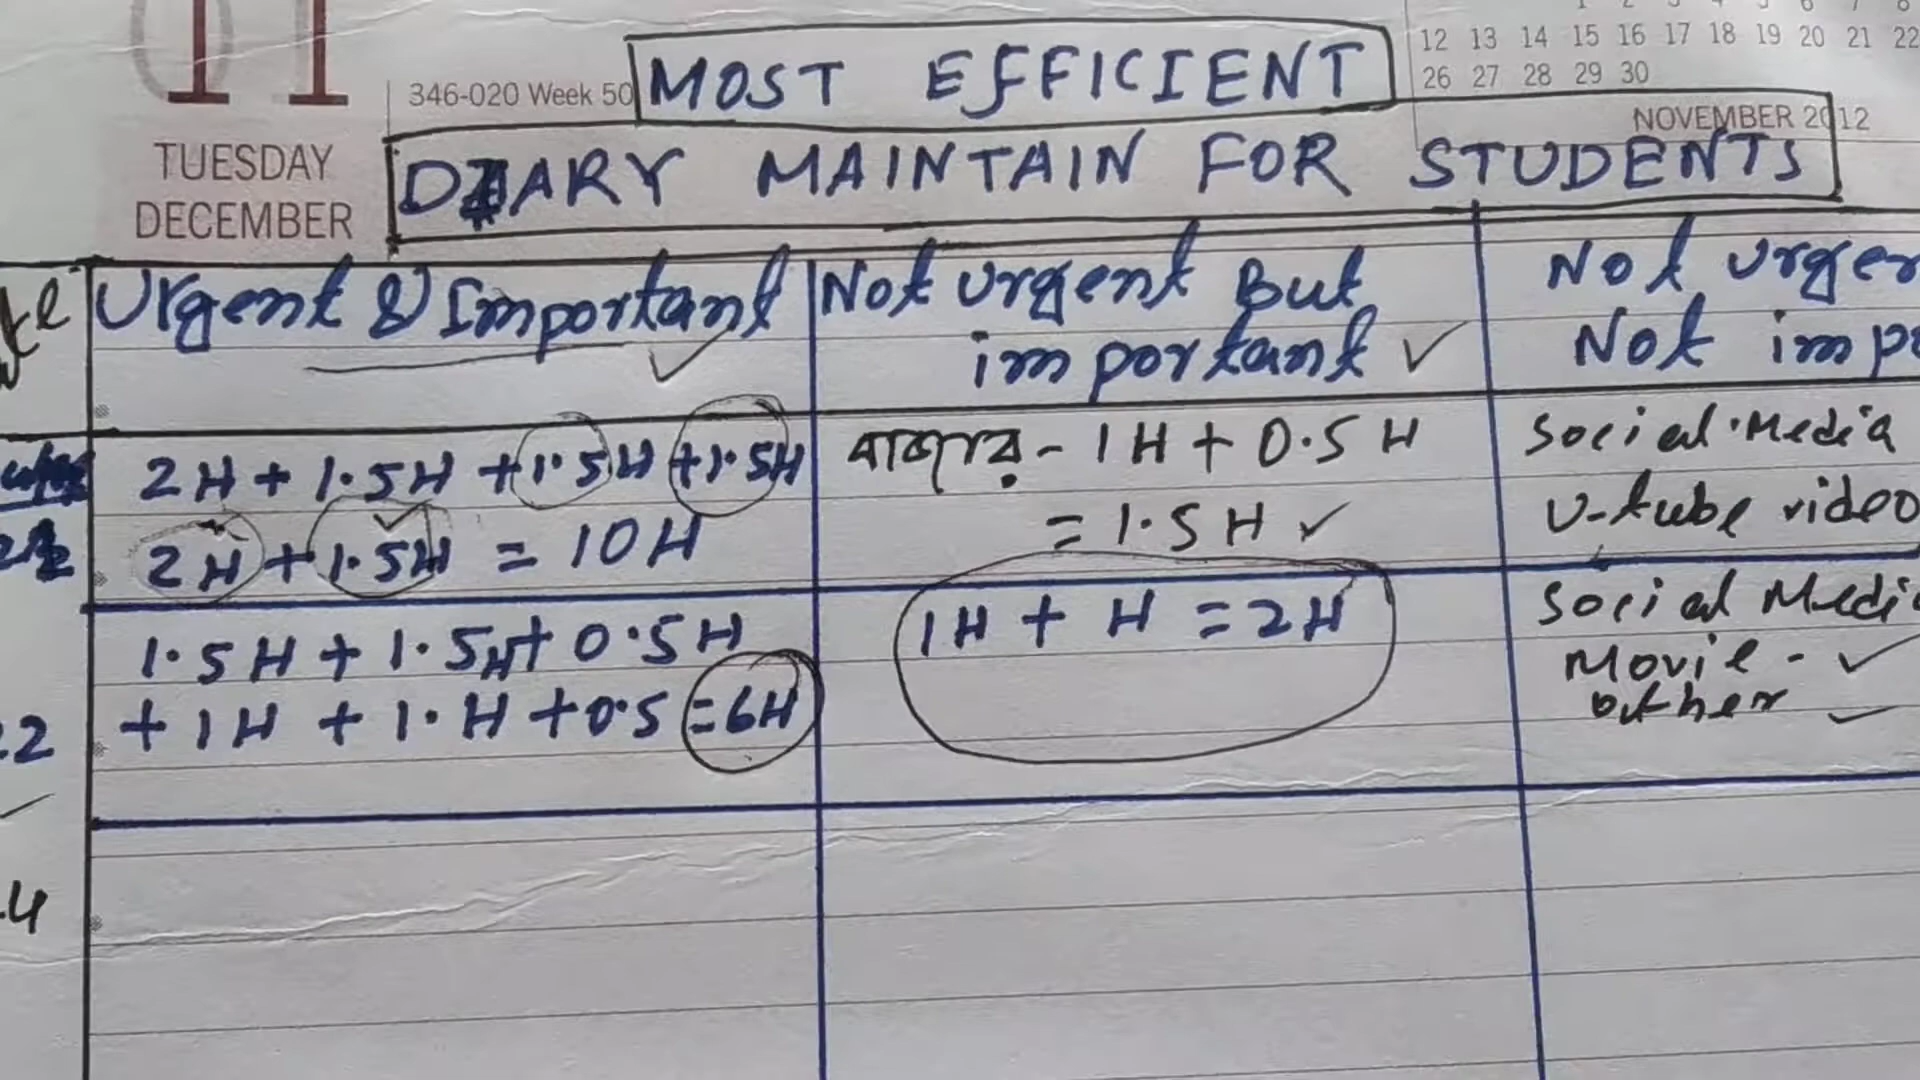 11
12 13 14 15 16 17 18 19 20 21 22
26 27 28 29 30
346-020 Week 50
NOVEMBER 2012
TUESDAY
DECEMBER
MOST EFFICIENT
DIARY MAINTAIN FOR STUDENTS
Urgent & Important
Not urgent But
important
Not urgen
Not impo
2H + 1.5H + 1.5H + 1.5H
2H + 1.5H = 10H
বাজার - 1H + 0.5H
= 1.5H
Social Media
U-tube video
1.5H + 1.5H + 0.5H
+ 1H + 1.H + 0.5 = 6H
1H + H = 2H
Social Medi
Movie -
other